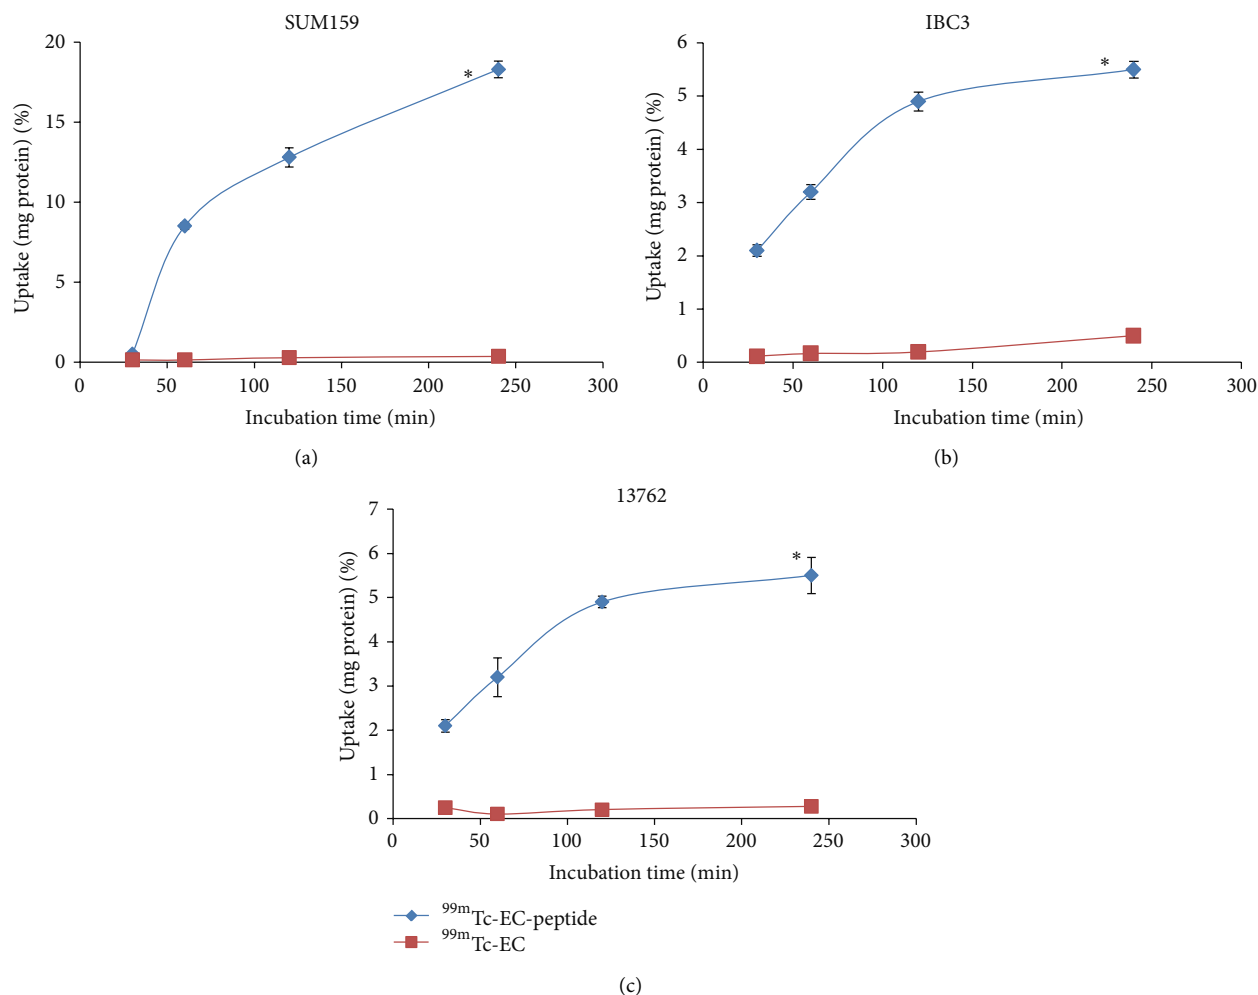 SUM159
20
15
10
5
0
Uptake (mg protein) (%)
0 50 100 150 200 250 300
Incubation time (min)
*
(a)
IBC3
6
5
4
3
2
1
0
Uptake (mg protein) (%)
0 50 100 150 200 250 300
Incubation time (min)
*
(b)
13762
7
6
5
4
3
2
1
0
Uptake (mg protein) (%)
0 50 100 150 200 250 300
Incubation time (min)
*
99mTc-EC-peptide
99mTc-EC
(c)